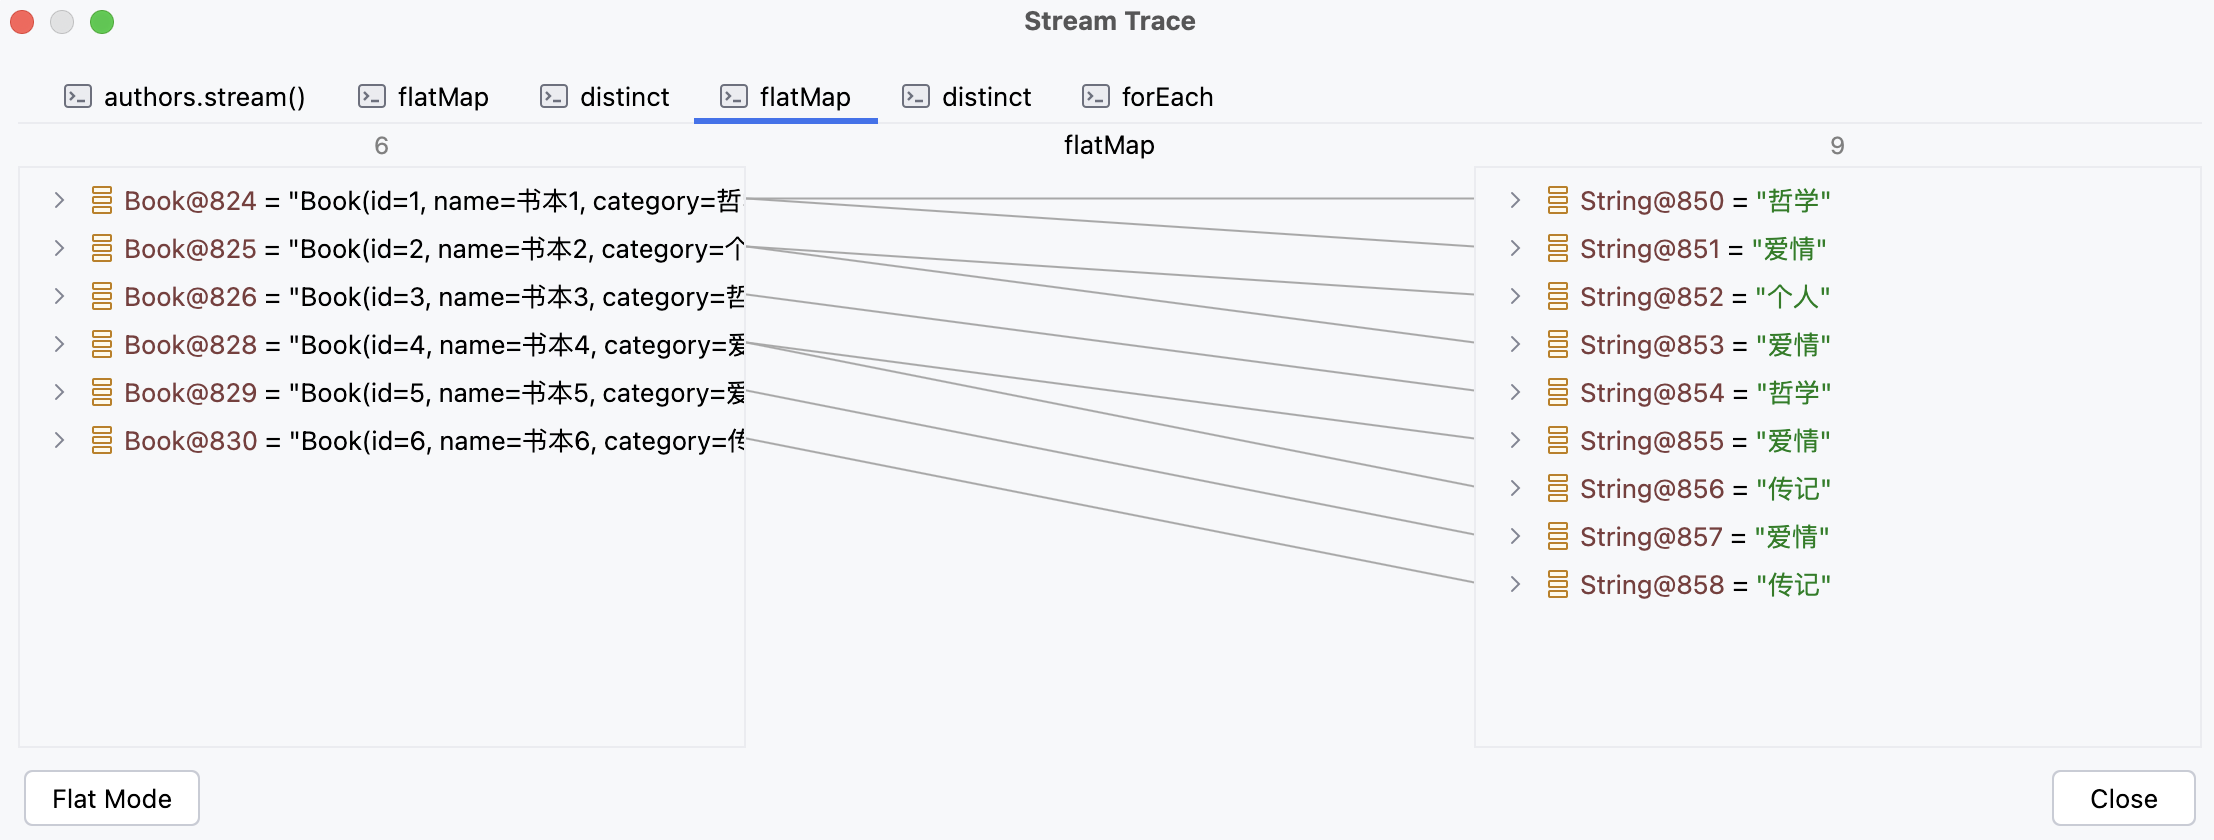 Stream Trace
authors.stream() flatMap distinct flatMap distinct forEach
6 flatMap 9
Book@824 = "Book(id=1, name=书本1, category=哲
Book@825 = "Book(id=2, name=书本2, category=个
Book@826 = "Book(id=3, name=书本3, category=哲
Book@828 = "Book(id=4, name=书本4, category=爱
Book@829 = "Book(id=5, name=书本5, category=爱
Book@830 = "Book(id=6, name=书本6, category=传
String@850 = "哲学"
String@851 = "爱情"
String@852 = "个人"
String@853 = "爱情"
String@854 = "哲学"
String@855 = "爱情"
String@856 = "传记"
String@857 = "爱情"
String@858 = "传记"
Flat Mode
Close